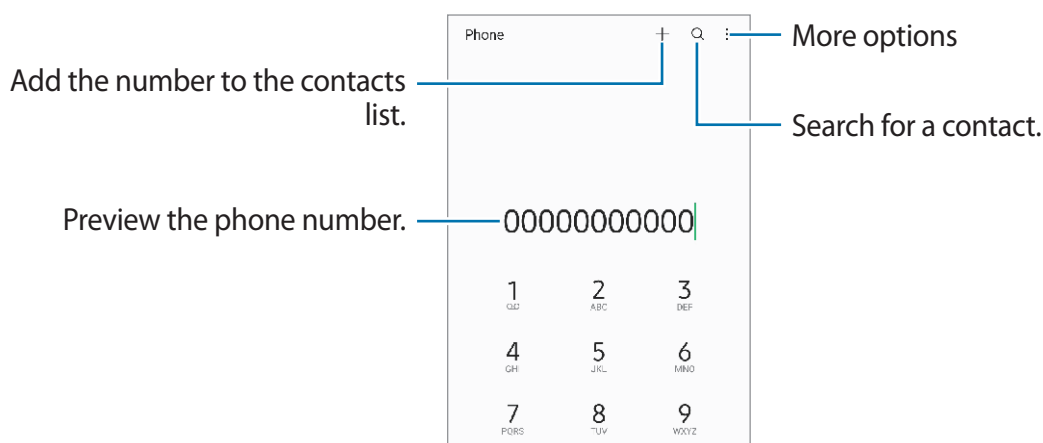 Phone
More options
Add the number to the contacts
list.
Search for a contact.
Preview the phone number.
00000000000
1 2 3
ABC DEF
4 5 6
GHI JKL MNO
7 8 9
PQRS TUV WXYZ